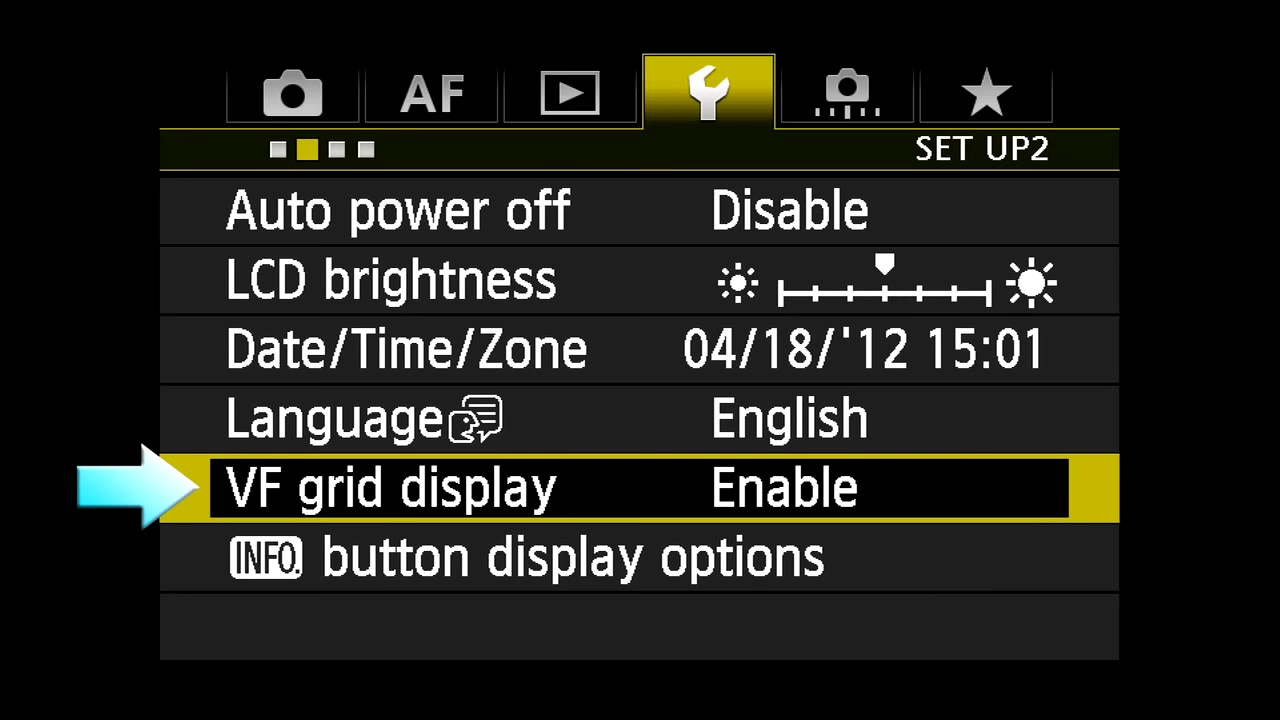 AF
SET UP2
Auto power off Disable
LCD brightness
Date/Time/Zone 04/18/'12 15:01
Language English
VF grid display Enable
INFO. button display options